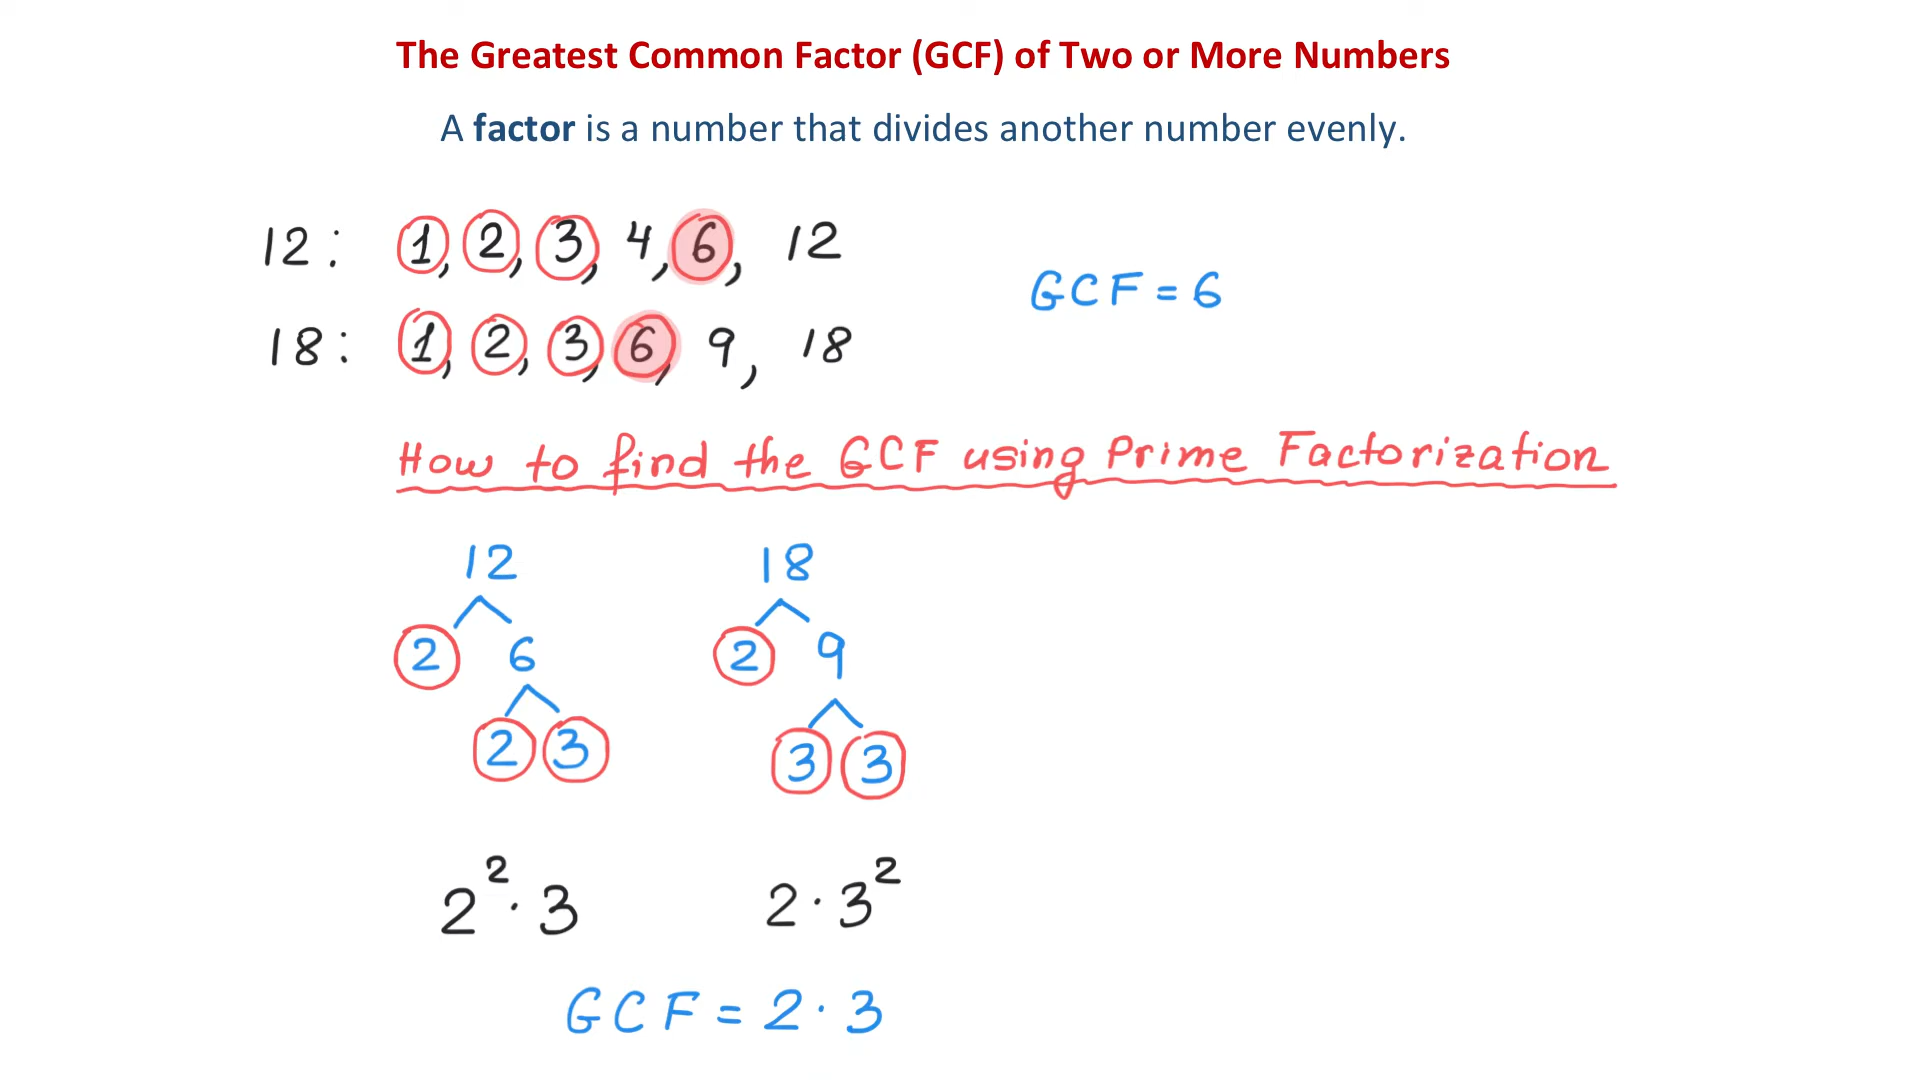 The Greatest Common Factor (GCF) of Two or More Numbers
A factor is a number that divides another number evenly.
12: 1, 2, 3, 4, 6, 12
GCF = 6
18: 1, 2, 3, 6, 9, 18
How to find the GCF using Prime Factorization
12 18
2 6 2 9
2 3 3 3
2² · 3 2 · 3²
GCF = 2 · 3